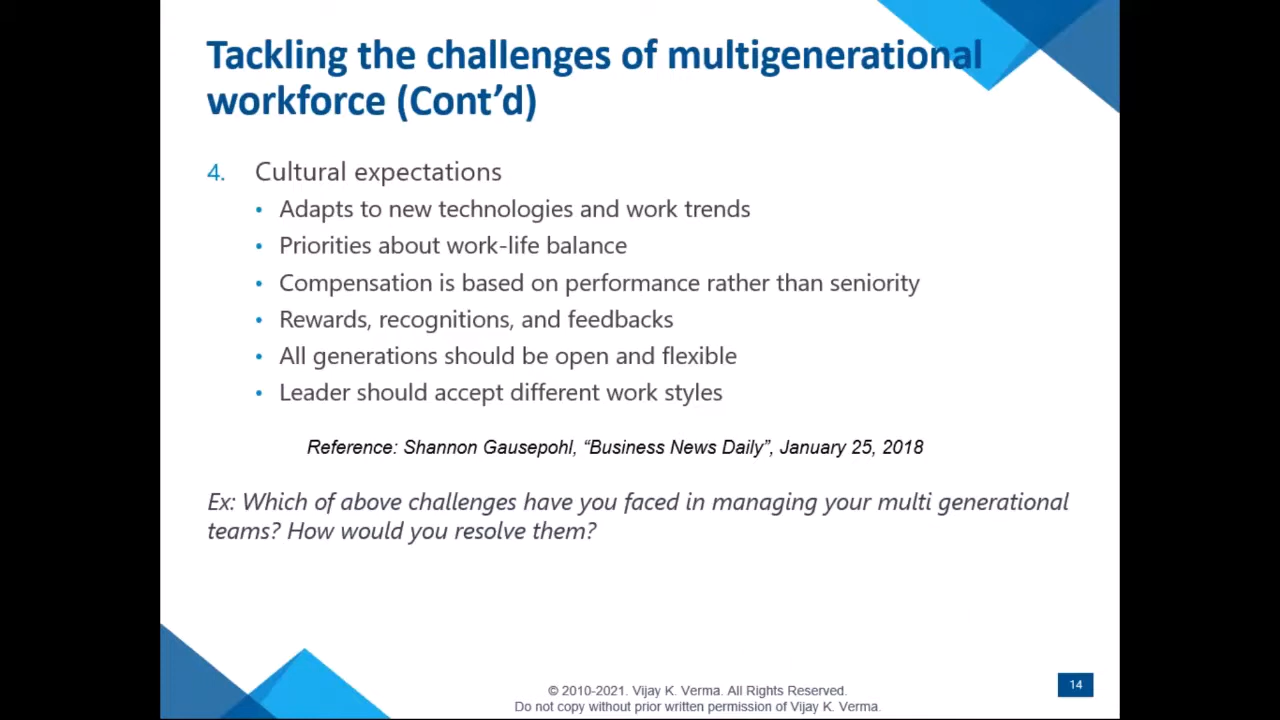 Tackling the challenges of multigenerational
workforce (Cont’d)
4. Cultural expectations
• Adapts to new technologies and work trends
• Priorities about work-life balance
• Compensation is based on performance rather than seniority
• Rewards, recognitions, and feedbacks
• All generations should be open and flexible
• Leader should accept different work styles
Reference: Shannon Gausepohl, “Business News Daily”, January 25, 2018
Ex: Which of above challenges have you faced in managing your multi generational
teams? How would you resolve them?
© 2010-2021. Vijay K. Verma. All Rights Reserved.
Do not copy without prior written permission of Vijay K. Verma.
14